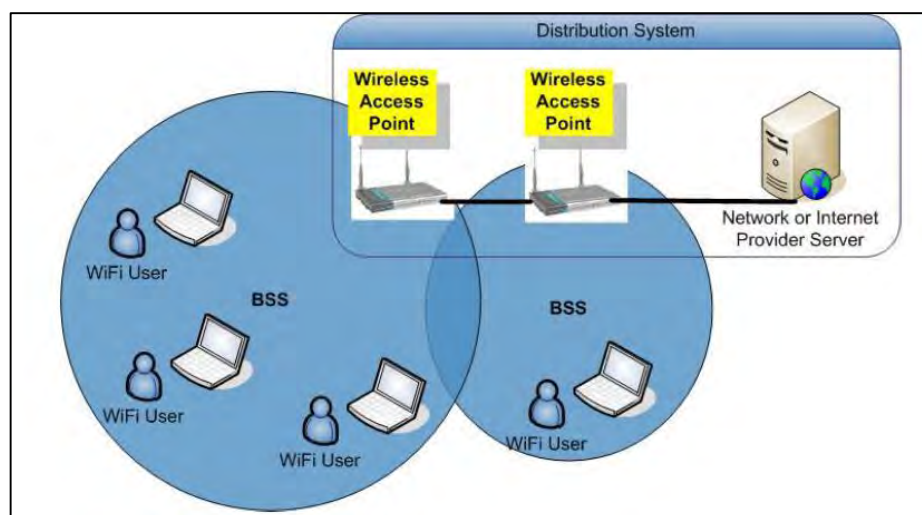 Distribution System
Wireless
Access
Point
Wireless
Access
Point
Network or Internet
Provider Server
WiFi User
BSS
BSS
WiFi User
WiFi User
WiFi User